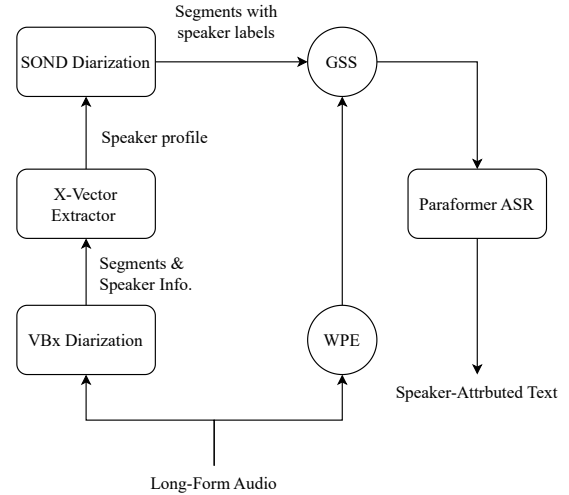 Segments with
speaker labels
SOND Diarization
GSS
Speaker profile
X-Vector
Extractor
Paraformer ASR
Segments &
Speaker Info.
VBx Diarization
WPE
Speaker-Attrbuted Text
Long-Form Audio